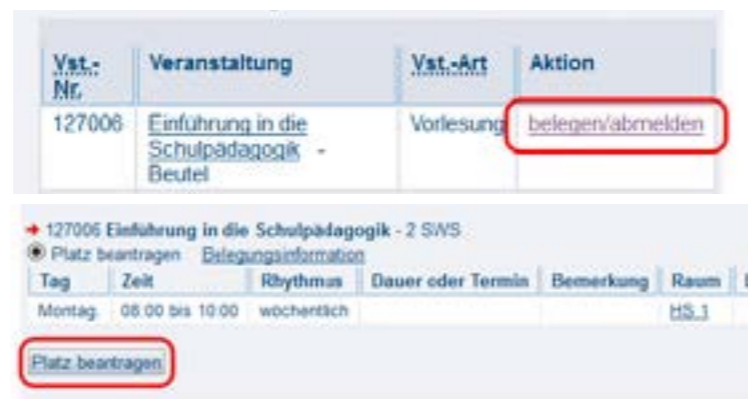 Vst.- Veranstaltung Vst.-Art Aktion
Nr.
127006 Einführung in die Vorlesung belegen/abmelden
Schulpädagogik -
Beutel
127006 Einführung in die Schulpädagogik - 2 SWS
Platz beantragen Belegungsinformation
Tag Zeit Rhythmus Dauer oder Termin Bemerkung Raum
Montag 08:00 bis 10:00 wöchentlich HS 1
Platz beantragen